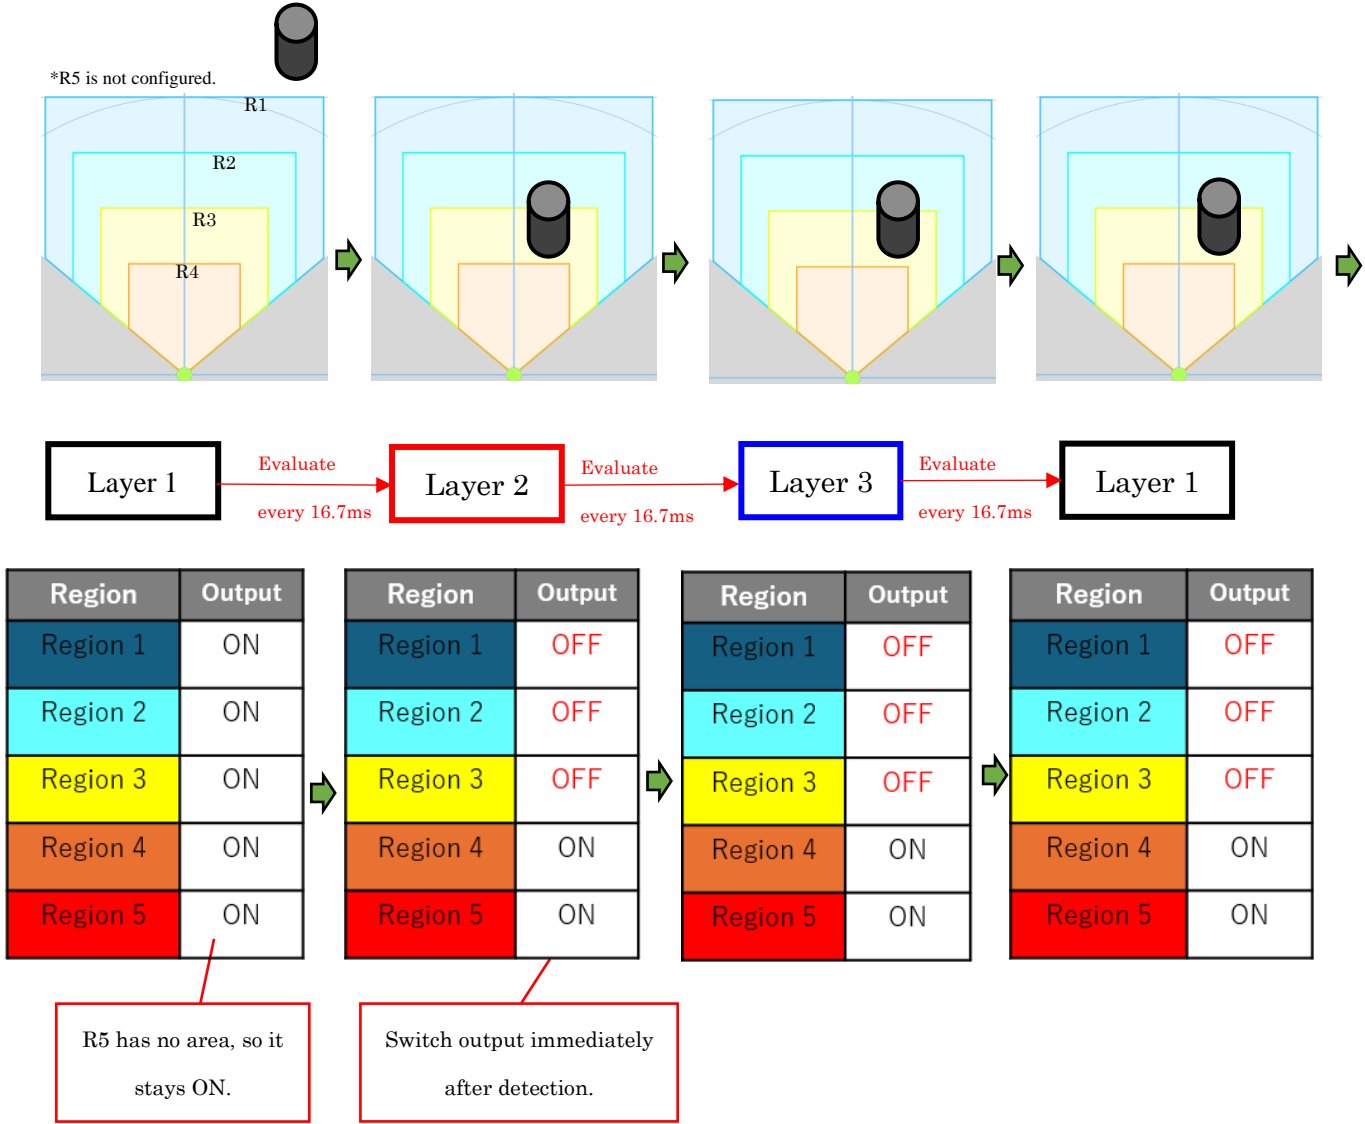 *R5 is not configured.
R1
R2
R3
R4
Layer 1
Evaluate
every 16.7ms
Layer 2
Evaluate
every 16.7ms
Layer 3
Evaluate
every 16.7ms
Layer 1
Region Output
Region 1 ON
Region 2 ON
Region 3 ON
Region 4 ON
Region 5 ON
Region Output
Region 1 OFF
Region 2 OFF
Region 3 OFF
Region 4 ON
Region 5 ON
Region Output
Region 1 OFF
Region 2 OFF
Region 3 OFF
Region 4 ON
Region 5 ON
Region Output
Region 1 OFF
Region 2 OFF
Region 3 OFF
Region 4 ON
Region 5 ON
R5 has no area, so it
stays ON.
Switch output immediately
after detection.